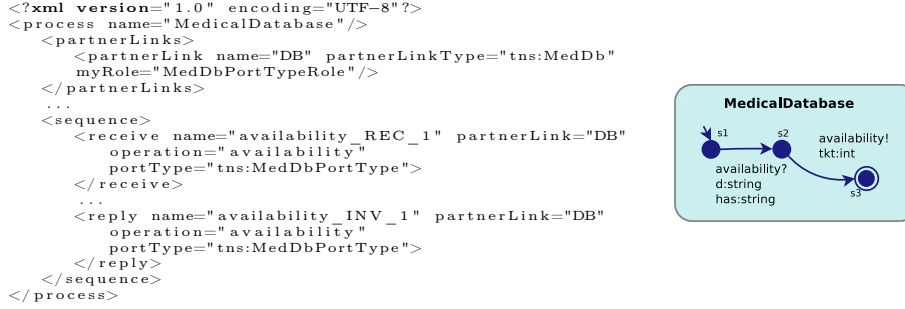 <?xml version="1.0" encoding="UTF-8"?>
<process name="MedicalDatabase"/>
<partnerLinks>
<partnerLink name="DB" partnerLinkType="tns:MedDb"
myRole="MedDbPortTypeRole"/>
</partnerLinks>
...
<sequence>
<receive name="availability_REC_1" partnerLink="DB"
operation="availability"
portType="tns:MedDbPortType">
</receive>
...
<reply name="availability_INV_1" partnerLink="DB"
operation="availability"
portType="tns:MedDbPortType">
</reply>
</sequence>
</process>
MedicalDatabase
s1
s2
availability!
tkt:int
availability?
d:string
has:string
s3